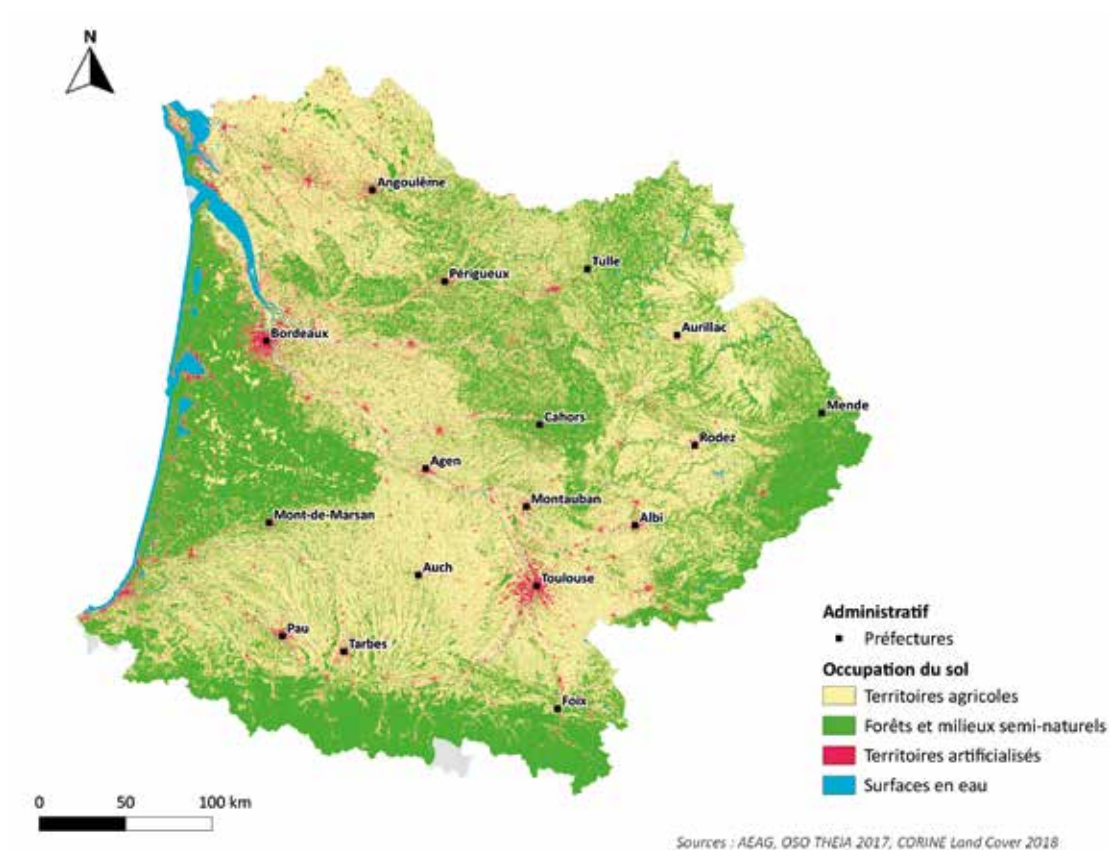 N
Angoulême
Périgueux
Tulle
Bordeaux
Aurillac
Cahors
Mende
Rodez
Agen
Montauban
Mont-de-Marsan
Albi
Auch
Toulouse
Pau
Tarbes
Foix
Administratif
Préfectures
Occupation du sol
Territoires agricoles
Forêts et milieux semi-naturels
Territoires artificialisés
Surfaces en eau
0 50 100 km
Sources : AEAG, OSO THEIA 2017, CORINE Land Cover 2018